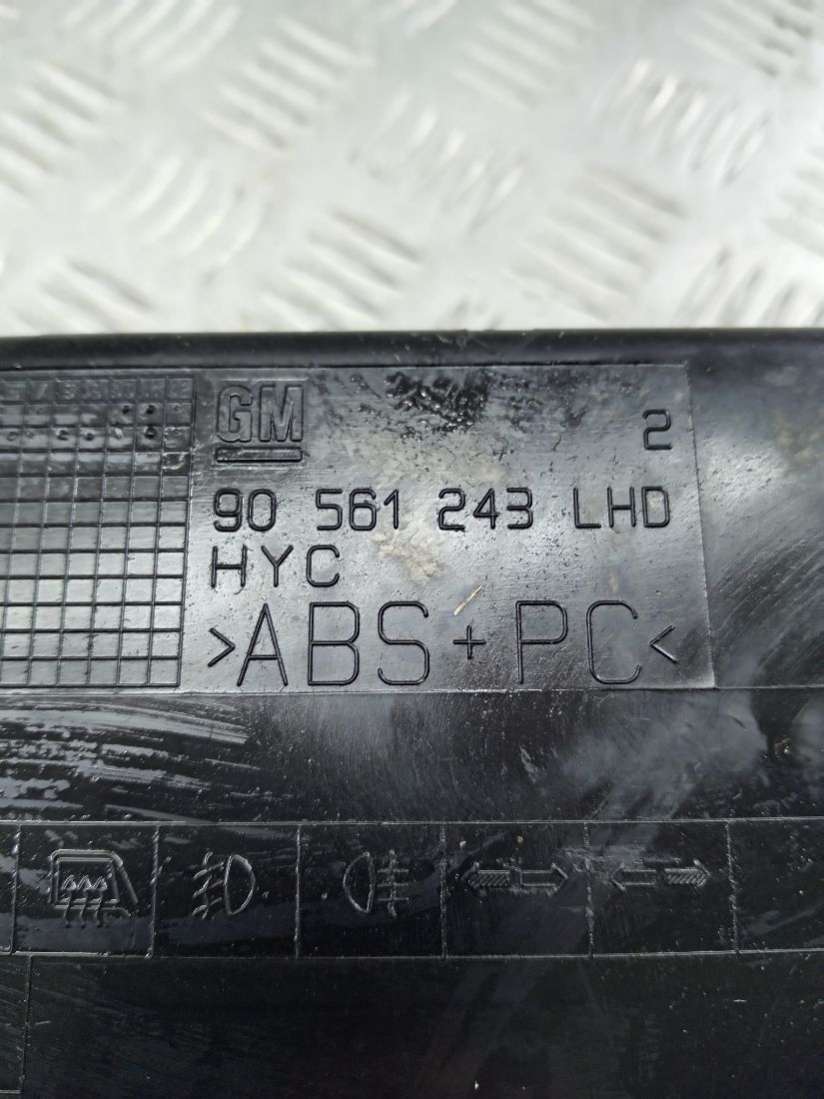 GM 2
90 561 243 LHD
HYC
>ABS+PC<